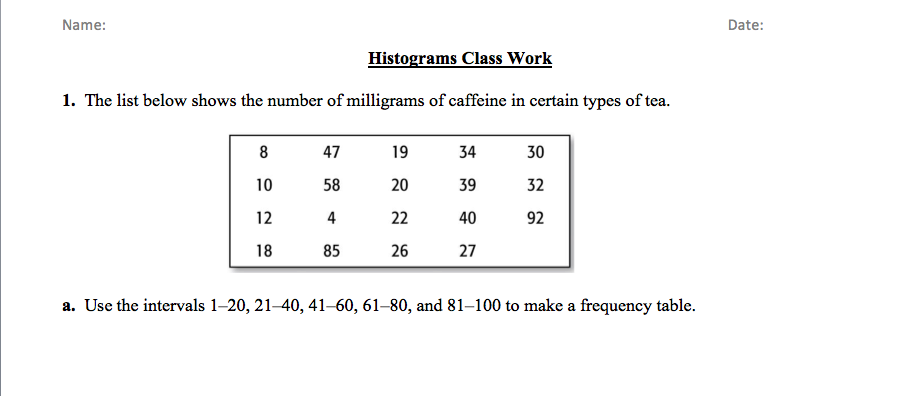 Name: Date:
Histograms Class Work
1. The list below shows the number of milligrams of caffeine in certain types of tea.
8 47 19 34 30
10 58 20 39 32
12 4 22 40 92
18 85 26 27
a. Use the intervals 1–20, 21–40, 41–60, 61–80, and 81–100 to make a frequency table.